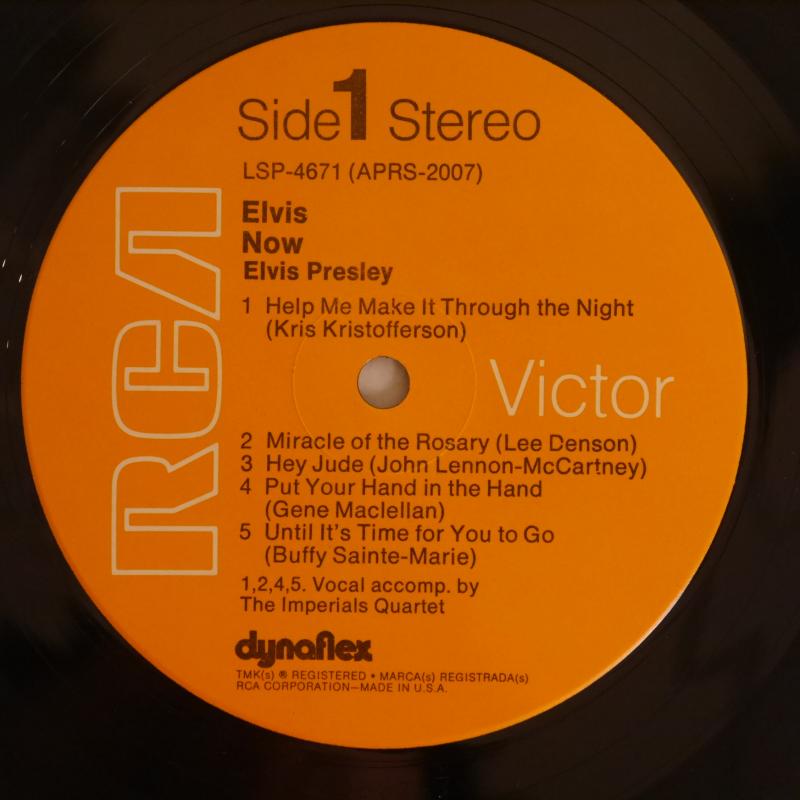 Side 1 Stereo
LSP-4671 (APRS-2007)
Elvis
Now
Elvis Presley
1 Help Me Make It Through the Night
(Kris Kristofferson)
RCA
Victor
2 Miracle of the Rosary (Lee Denson)
3 Hey Jude (John Lennon-McCartney)
4 Put Your Hand in the Hand
(Gene Maclellan)
5 Until It's Time for You to Go
(Buffy Sainte-Marie)
1,2,4,5. Vocal accomp. by
The Imperials Quartet
dynaflex
TMK(s) ® REGISTERED • MARCA(s) REGISTRADA(s)
RCA CORPORATION—MADE IN U.S.A.